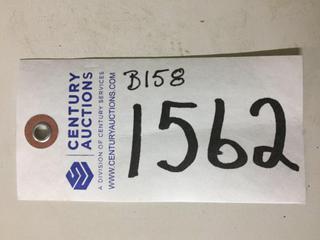 CENTURY
AUCTIONS
A DIVISION OF CENTURY SERVICES
WWW.CENTURYAUCTIONS.COM
B158
1562